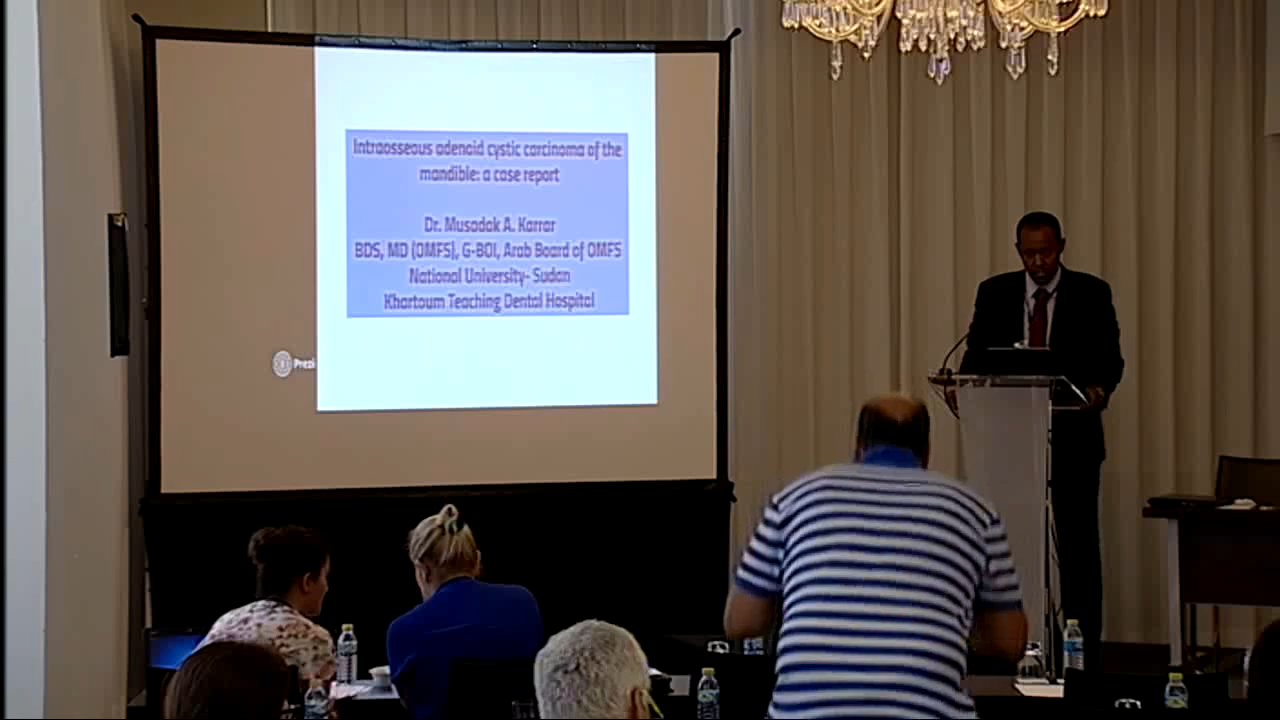 Intraosseous adenoid cystic carcinoma of the
mandible: a case report
Dr. Musadak A. Karrar
BDS, MD (OMFS), G-BOI, Arab Board of OMFS
National University- Sudan
Khartoum Teaching Dental Hospital
Prezi